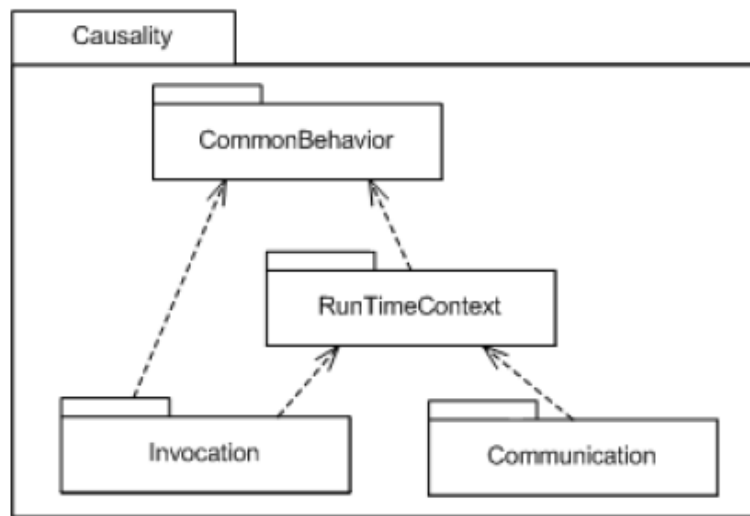 Causality
CommonBehavior
RunTimeContext
Invocation
Communication